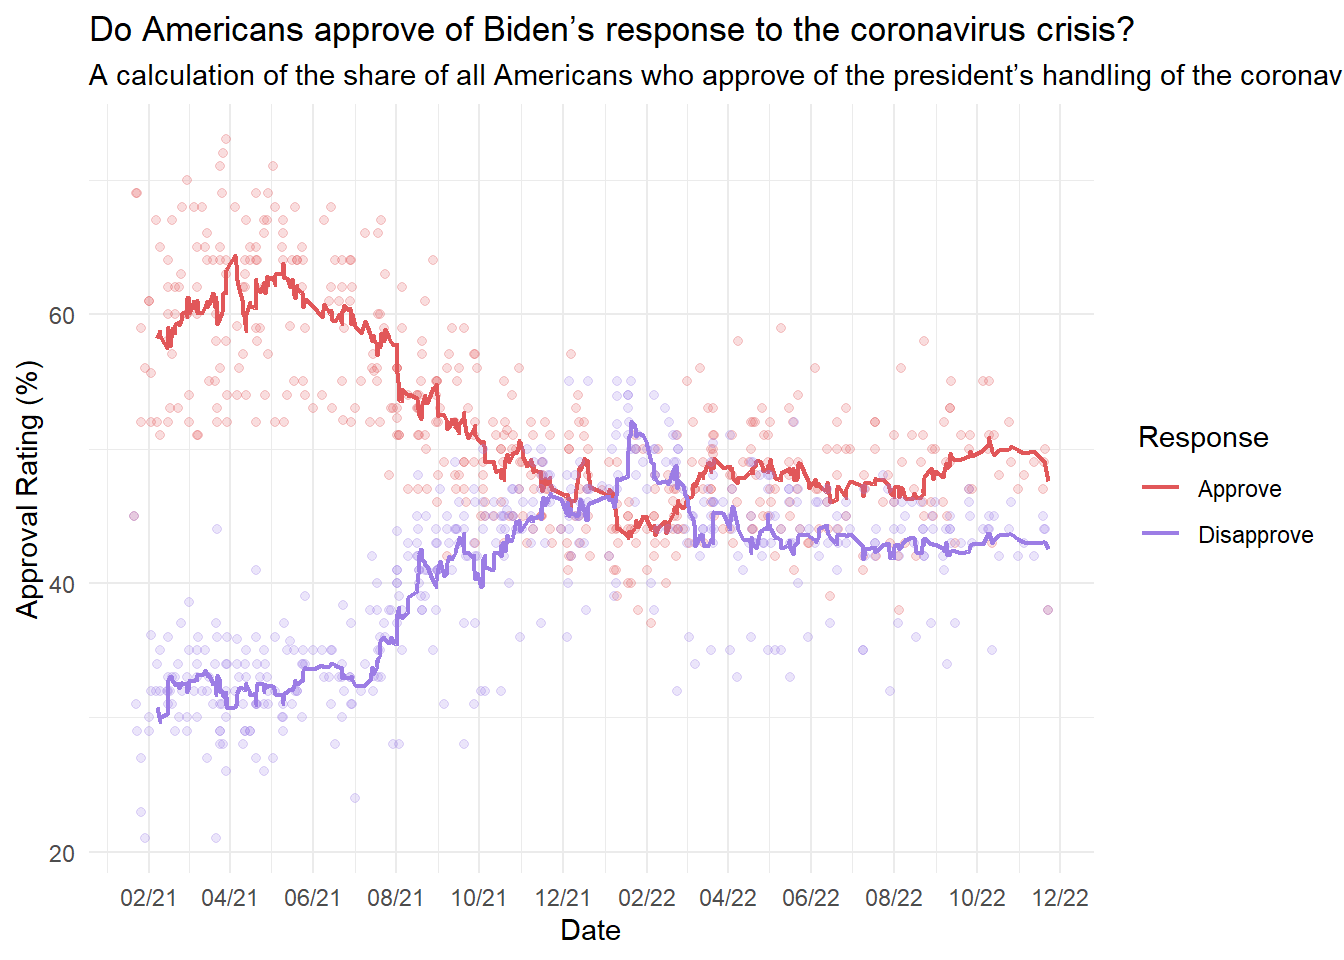 Do Americans approve of Biden’s response to the coronavirus crisis?
A calculation of the share of all Americans who approve of the president’s handling of the coronav
Approval Rating (%)
60
40
20
02/21 04/21 06/21 08/21 10/21 12/21 02/22 04/22 06/22 08/22 10/22 12/22
Date
Response
Approve
Disapprove